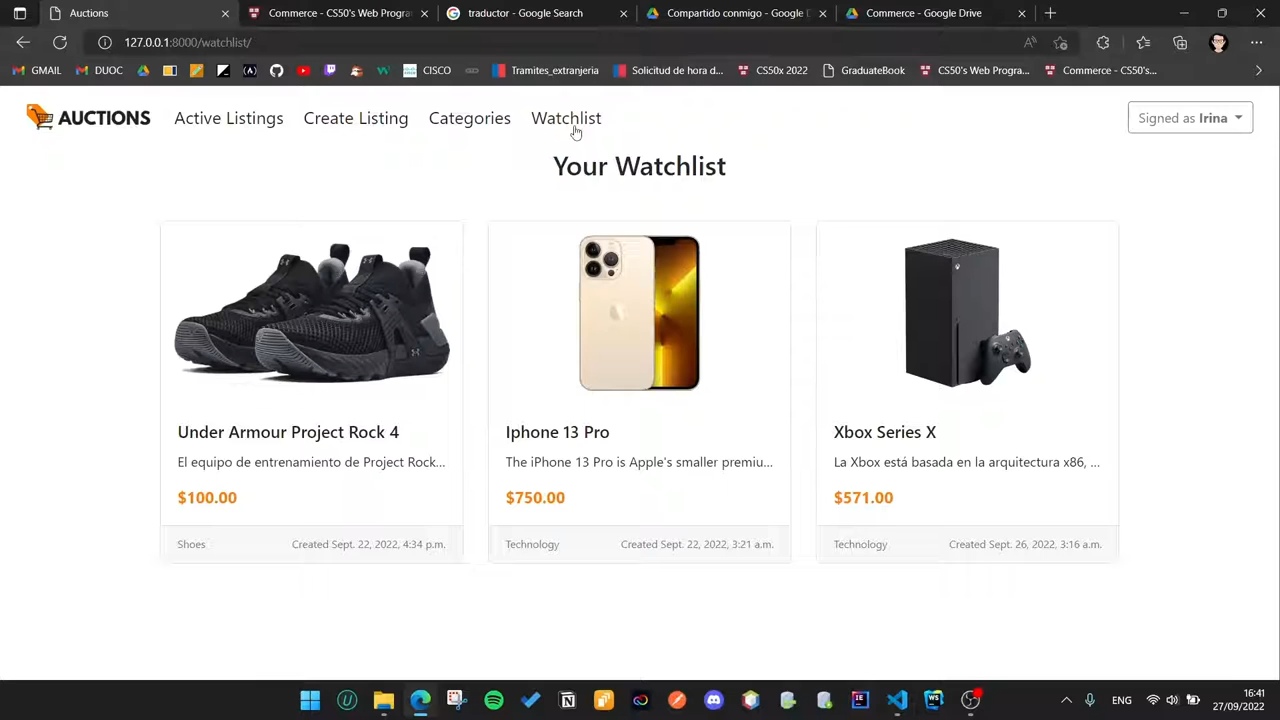 Auctions
Commerce - CS50's Web Progra
traductor - Google Search
Compartido conmigo - Google D
Commerce - Google Drive
127.0.0.1:8000/watchlist/
GMAIL
DUOC
CISCO
Tramites_extranjeria
Solicitud de hora d...
CS50x 2022
GraduateBook
CS50's Web Progra...
Commerce - CS50's...
AUCTIONS
Active Listings
Create Listing
Categories
Watchlist
Signed as Irina
Your Watchlist
Under Armour Project Rock 4
El equipo de entrenamiento de Project Rock...
$100.00
Shoes
Created Sept. 22, 2022, 4:34 p.m.
Iphone 13 Pro
The iPhone 13 Pro is Apple's smaller premiu...
$750.00
Technology
Created Sept. 22, 2022, 3:21 a.m.
Xbox Series X
La Xbox está basada en la arquitectura x86, ...
$571.00
Technology
Created Sept. 26, 2022, 3:16 a.m.
ENG
16:41
27/09/2022